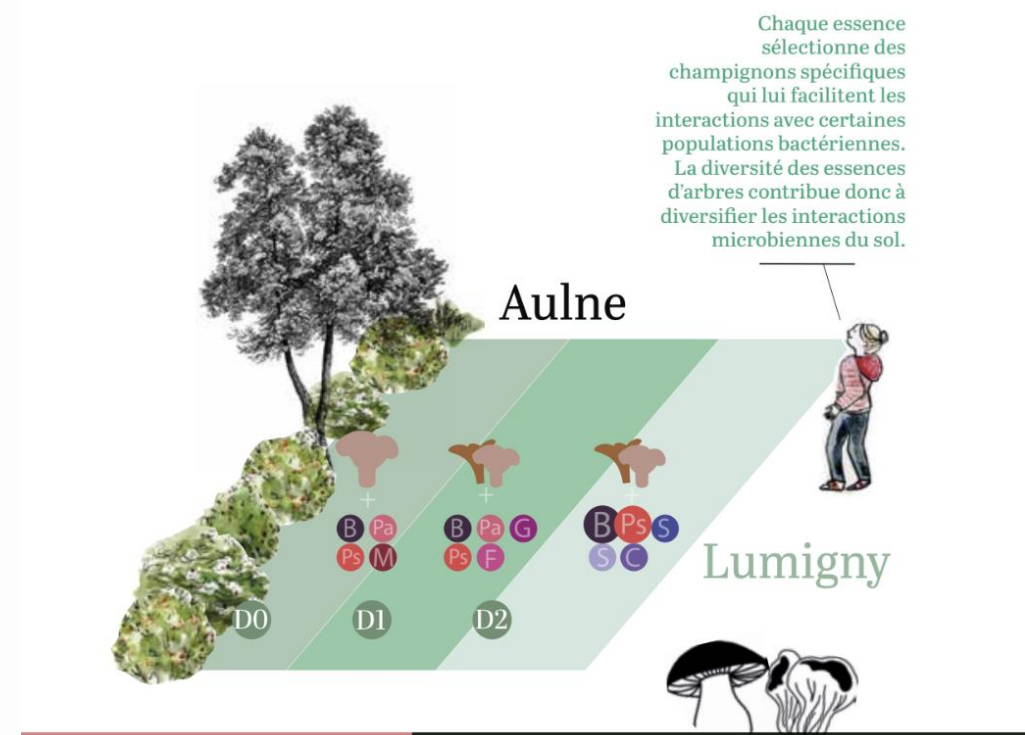 Chaque essence
sélectionne des
champignons spécifiques
qui lui facilitent les
interactions avec certaines
populations bactériennes.
La diversité des essences
d'arbres contribue donc à
diversifier les interactions
microbiennes du sol.
Aulne
+ + +
B Pa B Pa G B Ps S
Ps M Ps F S C
Lumigny
D0 D1 D2